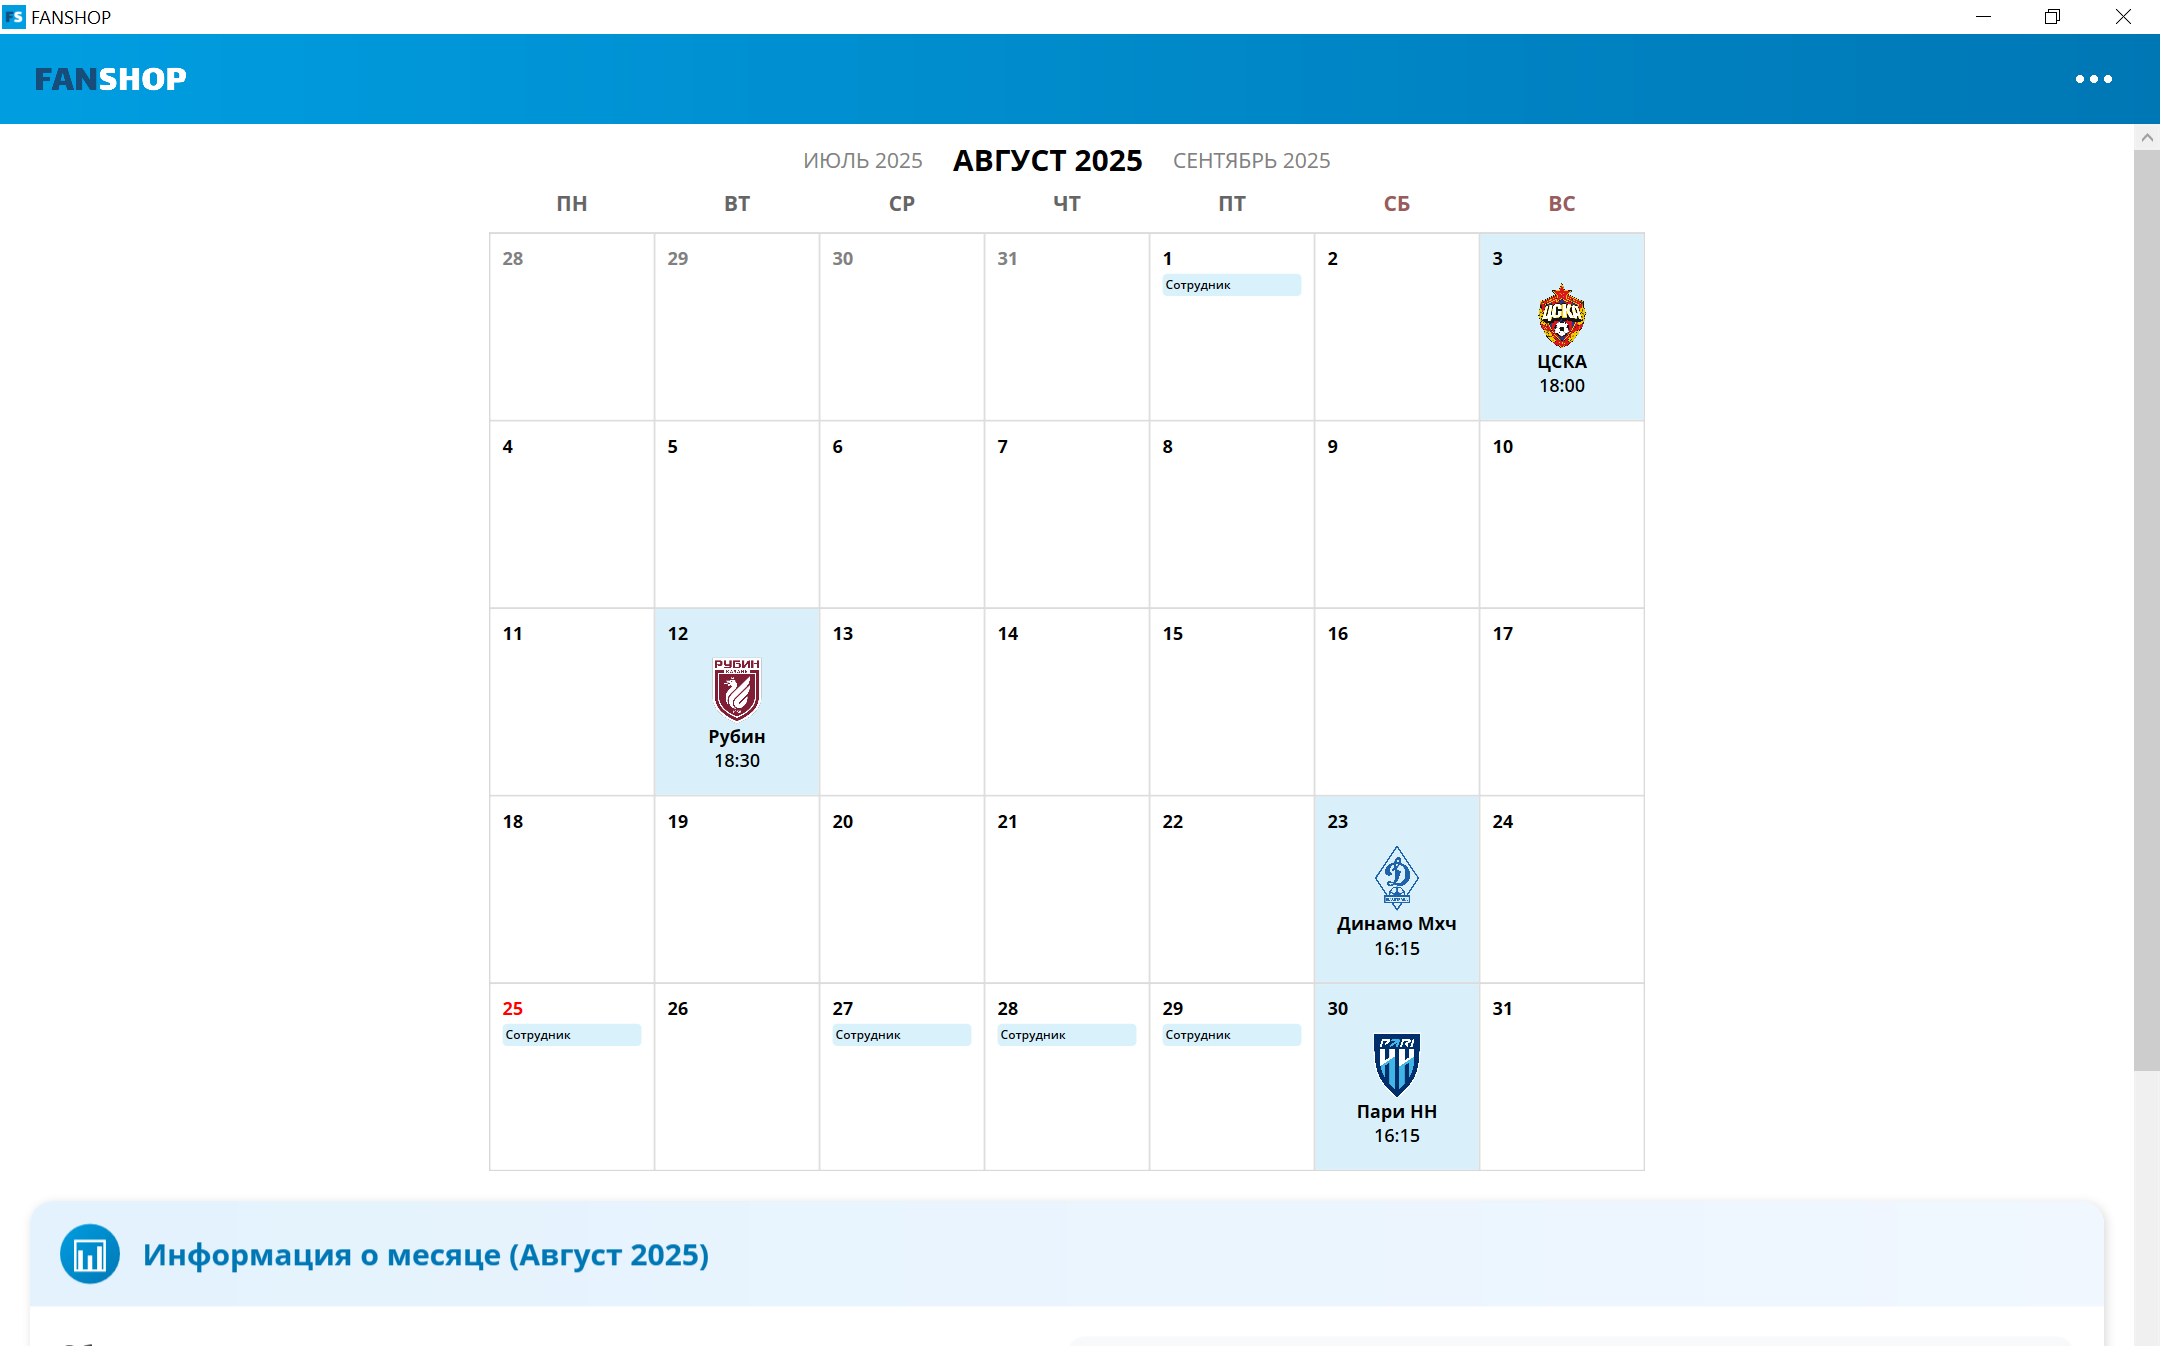 FS FANSHOP
FANSHOP
ИЮЛЬ 2025 АВГУСТ 2025 СЕНТЯБРЬ 2025
ПН ВТ СР ЧТ ПТ СБ ВС
28 29 30 31 1 2 3
Сотрудник
ЦСКА
ЦСКА
18:00
4 5 6 7 8 9 10
11 12 13 14 15 16 17
РУБИН
Рубин
18:30
18 19 20 21 22 23 24
Д
Динамо Мхч
16:15
25 26 27 28 29 30 31
Сотрудник Сотрудник Сотрудник Сотрудник
PARI
НН
Пари НН
16:15
Информация о месяце (Август 2025)